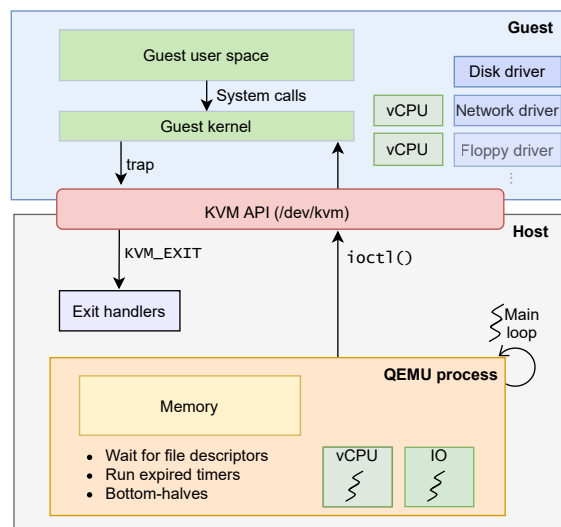 Guest
Guest user space
Disk driver
System calls
vCPU
Network driver
Guest kernel
vCPU
Floppy driver
trap
⋮
KVM API (/dev/kvm)
Host
KVM_EXIT
ioctl()
Exit handlers
Main
loop
QEMU process
Memory
• Wait for file descriptors
• Run expired timers
• Bottom-halves
vCPU
IO